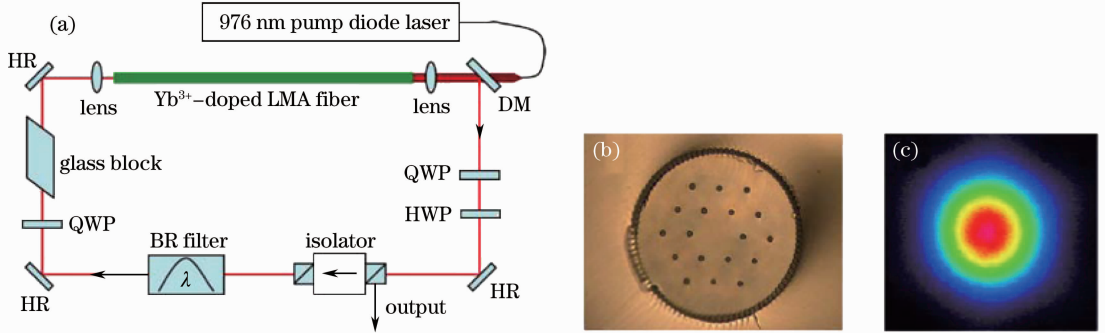 (a)
976 nm pump diode laser
HR
lens
Yb³⁺-doped LMA fiber
lens
DM
glass block
QWP
HWP
QWP
BR filter
isolator
λ
HR
output
HR
(b)
(c)